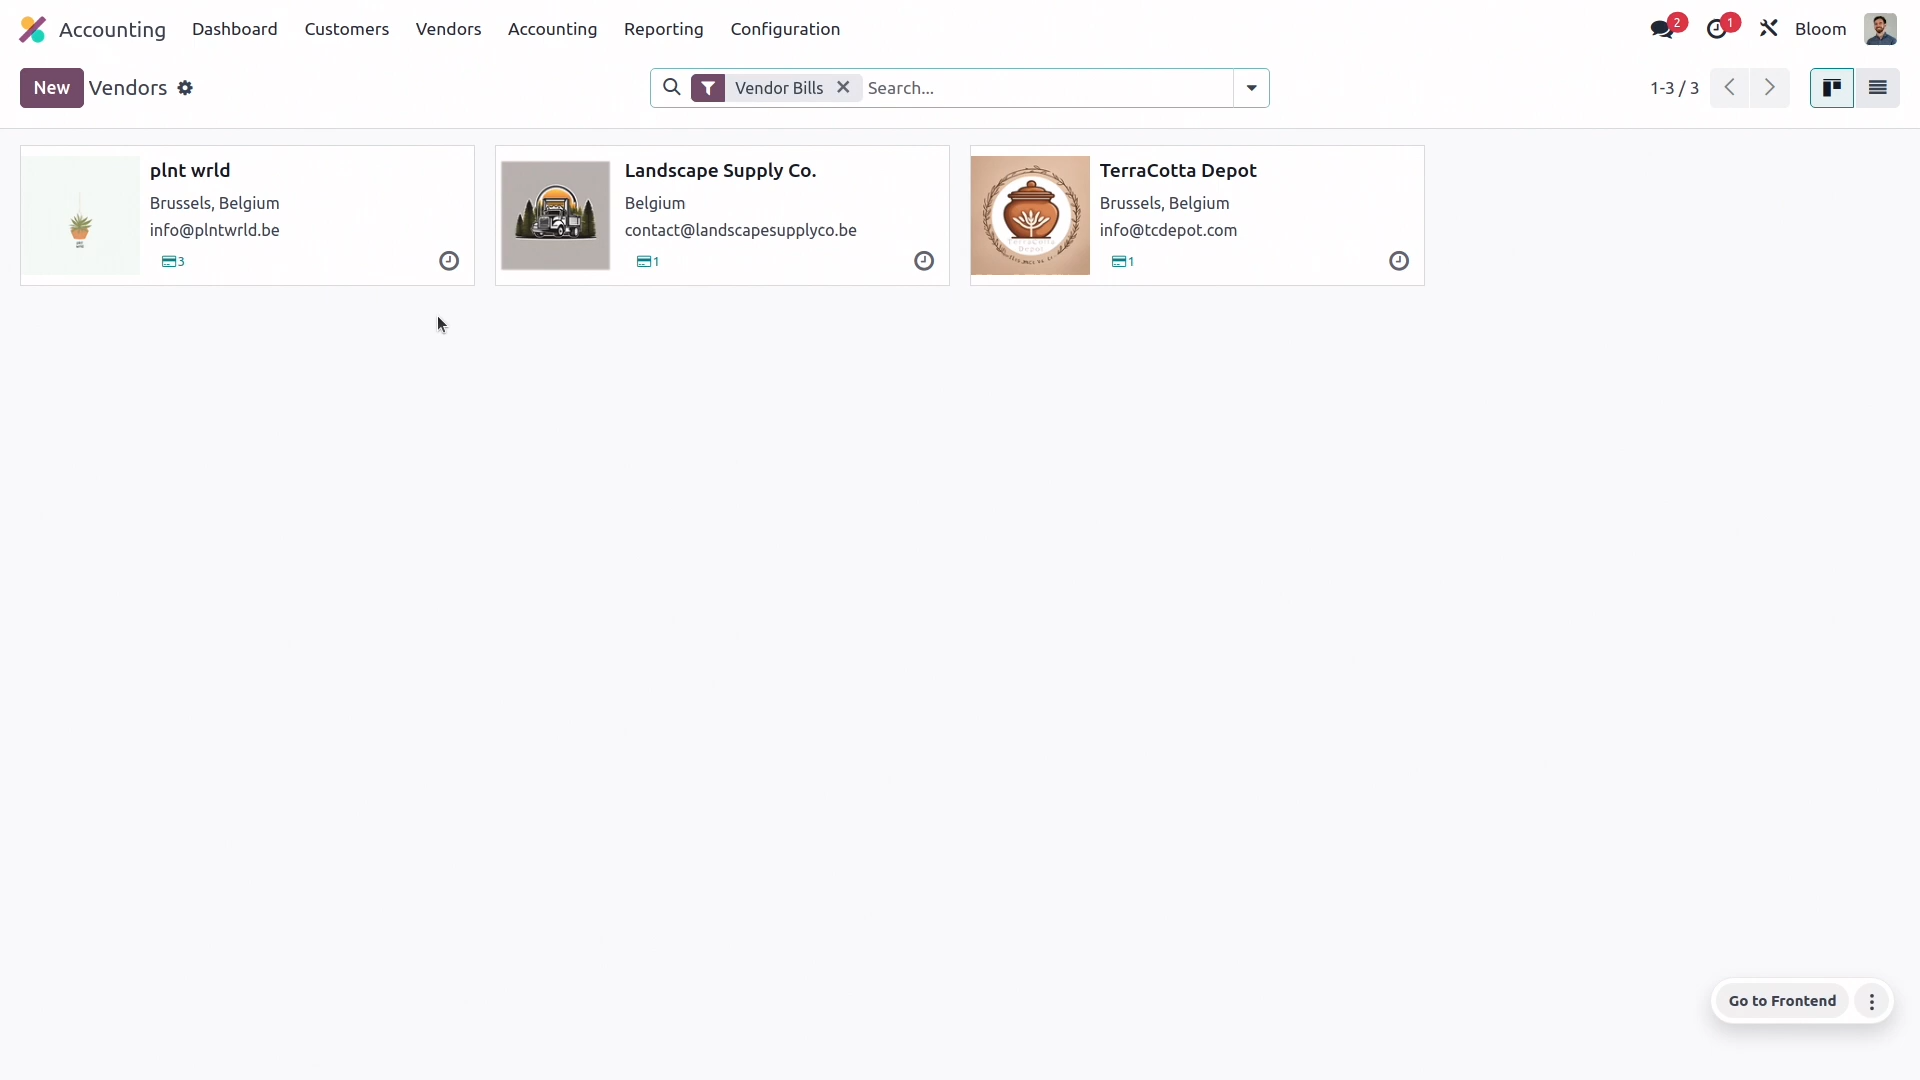 Accounting Dashboard Customers Vendors Accounting Reporting Configuration 2 1 Bloom
New Vendors Vendor Bills Search... 1-3 / 3
plnt wrld
Brussels, Belgium
info@plntwrld.be
3
Landscape Supply Co.
Belgium
contact@landscapesupplyco.be
1
TerraCotta Depot
Brussels, Belgium
info@tcdepot.com
1
TerraCotta
Depot
Go to Frontend